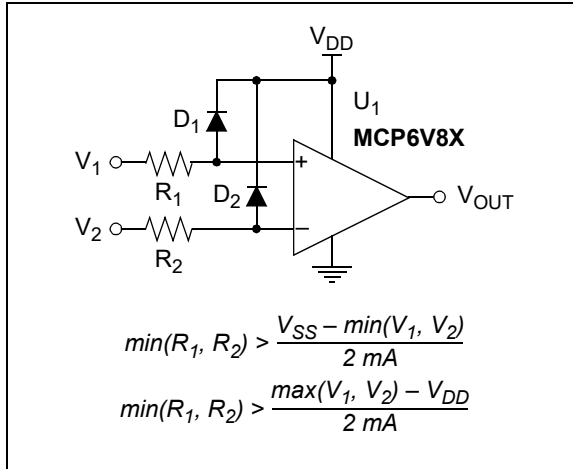 V_DD
U_1
D_1
MCP6V8X
V_1
R_1
+
D_2
V_OUT
V_2
R_2
−
min(R_1, R_2) > (V_SS – min(V_1, V_2)) / 2 mA
min(R_1, R_2) > (max(V_1, V_2) – V_DD) / 2 mA